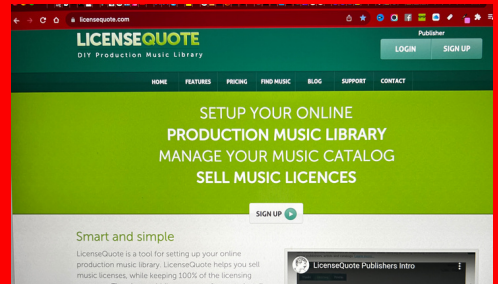 licensequote.com
LICENSEQUOTE
DIY Production Music Library
Publisher
LOGIN SIGN UP
HOME FEATURES PRICING FIND MUSIC BLOG SUPPORT CONTACT
SETUP YOUR ONLINE
PRODUCTION MUSIC LIBRARY
MANAGE YOUR MUSIC CATALOG
SELL MUSIC LICENCES
SIGN UP
Smart and simple
LicenseQuote is a tool for setting up your online
production music library. LicenseQuote helps you sell
music licenses, while keeping 100% of the licensing
LicenseQuote Publishers Intro